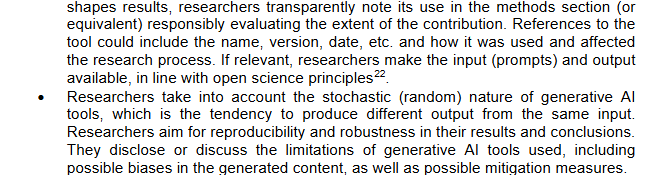 shapes results, researchers transparently note its use in the methods section (or
equivalent) responsibly evaluating the extent of the contribution. References to the
tool could include the name, version, date, etc. and how it was used and affected
the research process. If relevant, researchers make the input (prompts) and output
available, in line with open science principles²².
• Researchers take into account the stochastic (random) nature of generative AI
tools, which is the tendency to produce different output from the same input.
Researchers aim for reproducibility and robustness in their results and conclusions.
They disclose or discuss the limitations of generative AI tools used, including
possible biases in the generated content, as well as possible mitigation measures.